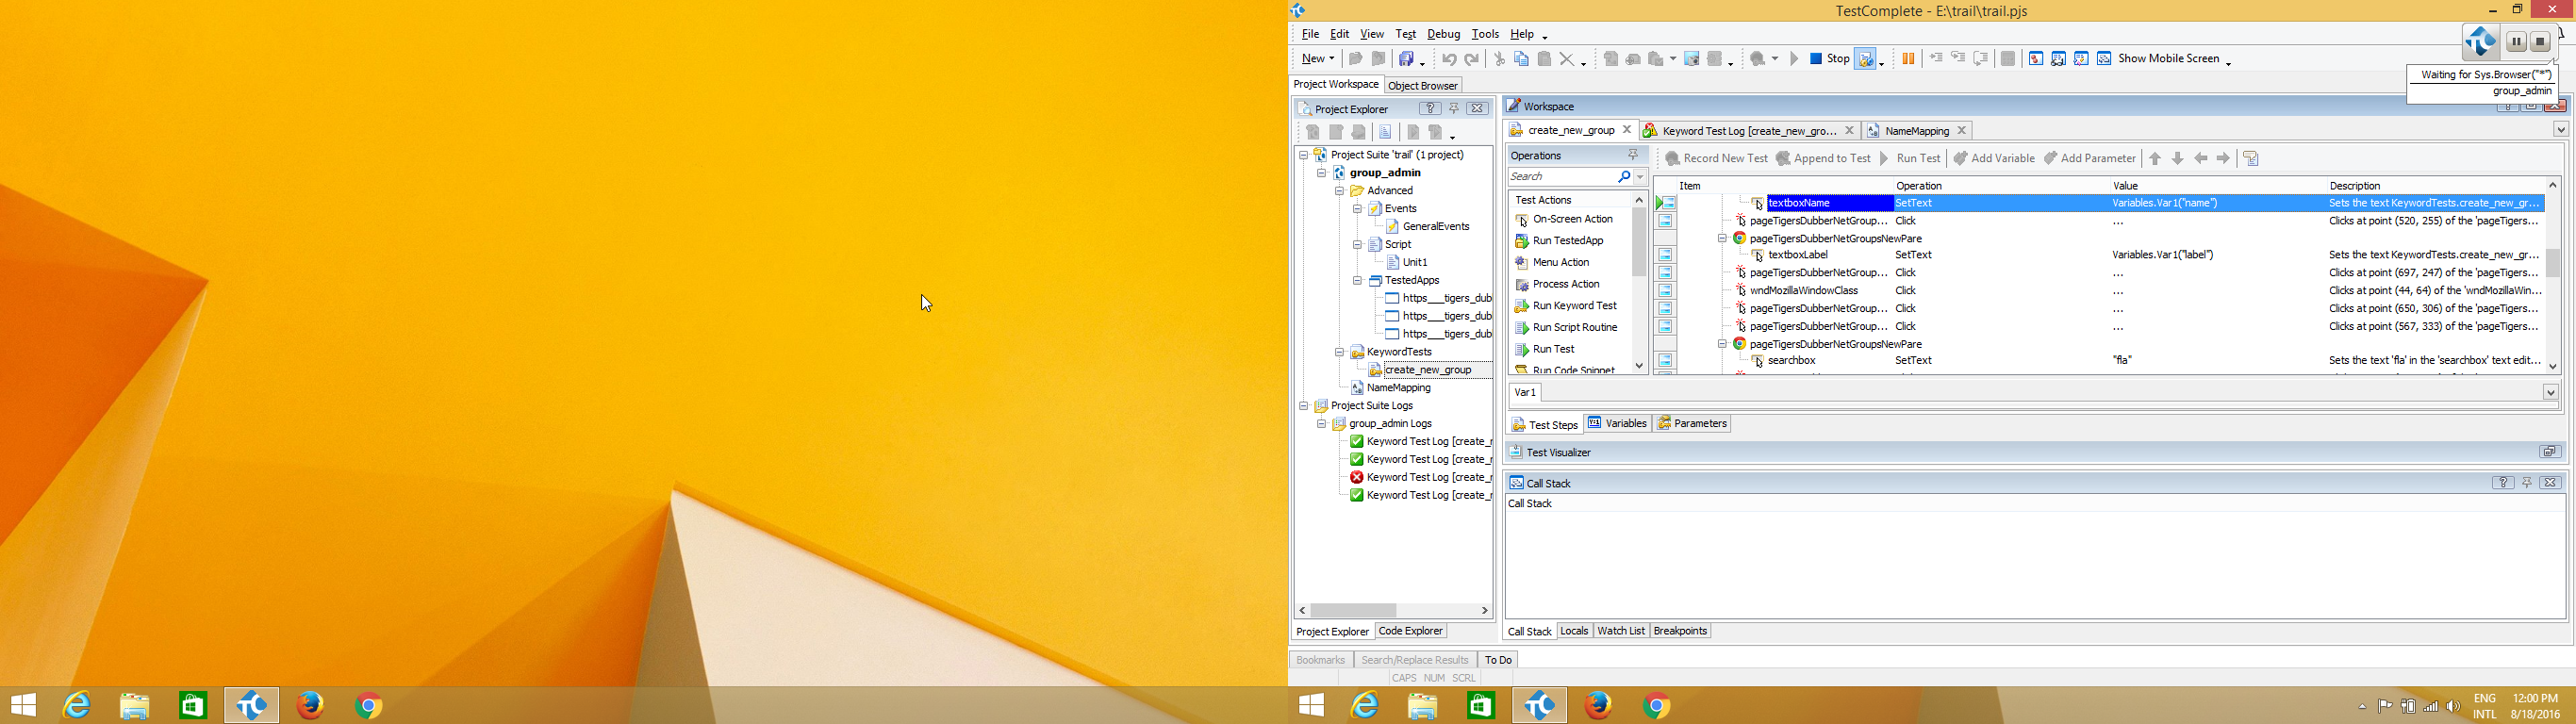 TestComplete - E:\trail\trail.pjs
File Edit View Test Debug Tools Help
New Stop Show Mobile Screen
Waiting for Sys.Browser("*")
group_admin
Project Workspace Object Browser
Project Explorer
Project Suite 'trail' (1 project)
group_admin
Advanced
Events
GeneralEvents
Script
Unit1
TestedApps
https___tigers_dub
https___tigers_dub
https___tigers_dub
KeywordTests
create_new_group
NameMapping
Project Suite Logs
group_admin Logs
Keyword Test Log [create_r
Keyword Test Log [create_r
Keyword Test Log [create_r
Keyword Test Log [create_r
Project Explorer Code Explorer
Workspace
create_new_group Keyword Test Log [create_new_gro... NameMapping
Operations
Search
Test Actions
On-Screen Action
Run TestedApp
Menu Action
Process Action
Run Keyword Test
Run Script Routine
Run Test
Run Code Snippet
Record New Test Append to Test Run Test Add Variable Add Parameter
Item Operation Value Description
textboxName SetText Variables.Var1("name") Sets the text KeywordTests.create_new_gr...
pageTigersDubberNetGroup... Click ... Clicks at point (520, 255) of the 'pageTigers...
pageTigersDubberNetGroupsNewPare
textboxLabel SetText Variables.Var1("label") Sets the text KeywordTests.create_new_gr...
pageTigersDubberNetGroup... Click ... Clicks at point (697, 247) of the 'pageTigers...
wndMozillaWindowClass Click ... Clicks at point (44, 64) of the 'wndMozillaWin...
pageTigersDubberNetGroup... Click ... Clicks at point (650, 306) of the 'pageTigers...
pageTigersDubberNetGroup... Click ... Clicks at point (567, 333) of the 'pageTigers...
pageTigersDubberNetGroupsNewPare
searchbox SetText "fla" Sets the text 'fla' in the 'searchbox' text edit...
Var1
Test Steps Variables Parameters
Test Visualizer
Call Stack
Call Stack
Call Stack Locals Watch List Breakpoints
Bookmarks Search/Replace Results To Do
CAPS NUM SCRL
ENG 12:00 PM
INTL 8/18/2016